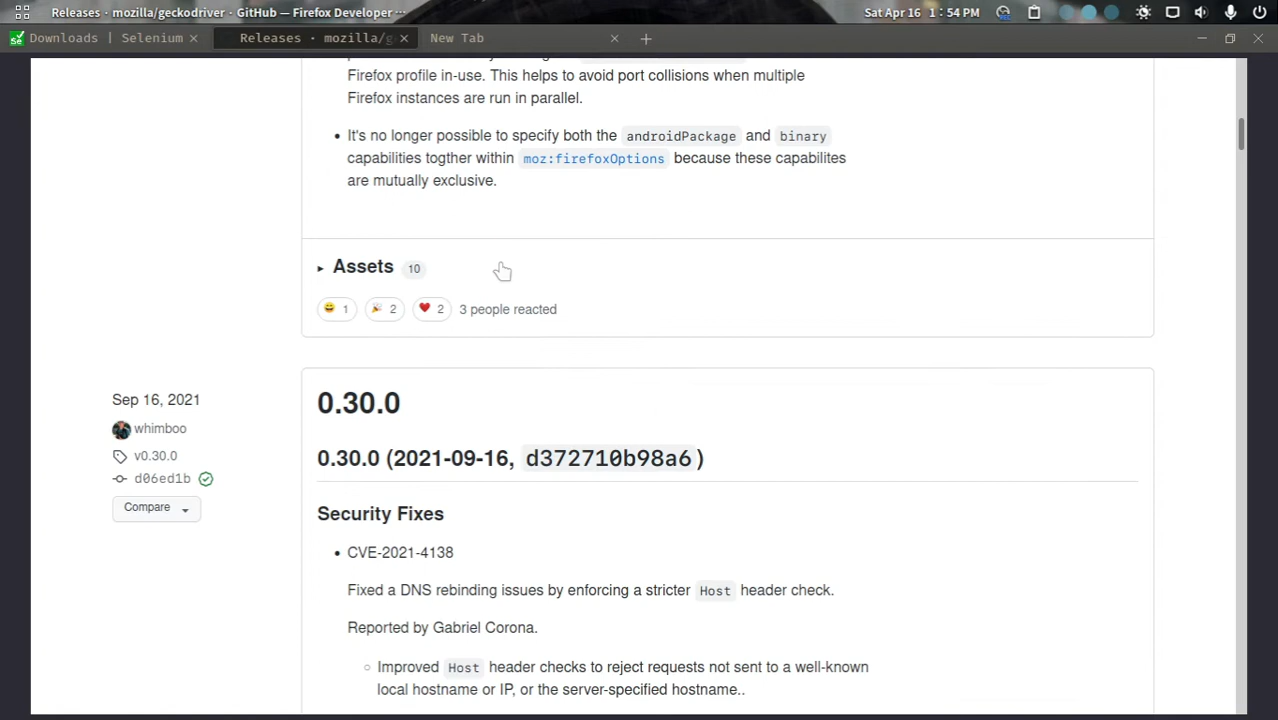 Releases · mozilla/geckodriver · GitHub — Firefox Developer ···
Sat Apr 16 1:54 PM
Downloads | Selenium
Releases · mozilla/g
New Tab
Firefox profile in-use. This helps to avoid port collisions when multiple
Firefox instances are run in parallel.
• It's no longer possible to specify both the androidPackage and binary
capabilities togther within moz:firefoxOptions because these capabilites
are mutually exclusive.
Assets 10
1 2 2 3 people reacted
Sep 16, 2021
whimboo
v0.30.0
d06ed1b
Compare
0.30.0
0.30.0 (2021-09-16, d372710b98a6)
Security Fixes
• CVE-2021-4138
Fixed a DNS rebinding issues by enforcing a stricter Host header check.
Reported by Gabriel Corona.
◦ Improved Host header checks to reject requests not sent to a well-known
local hostname or IP, or the server-specified hostname..